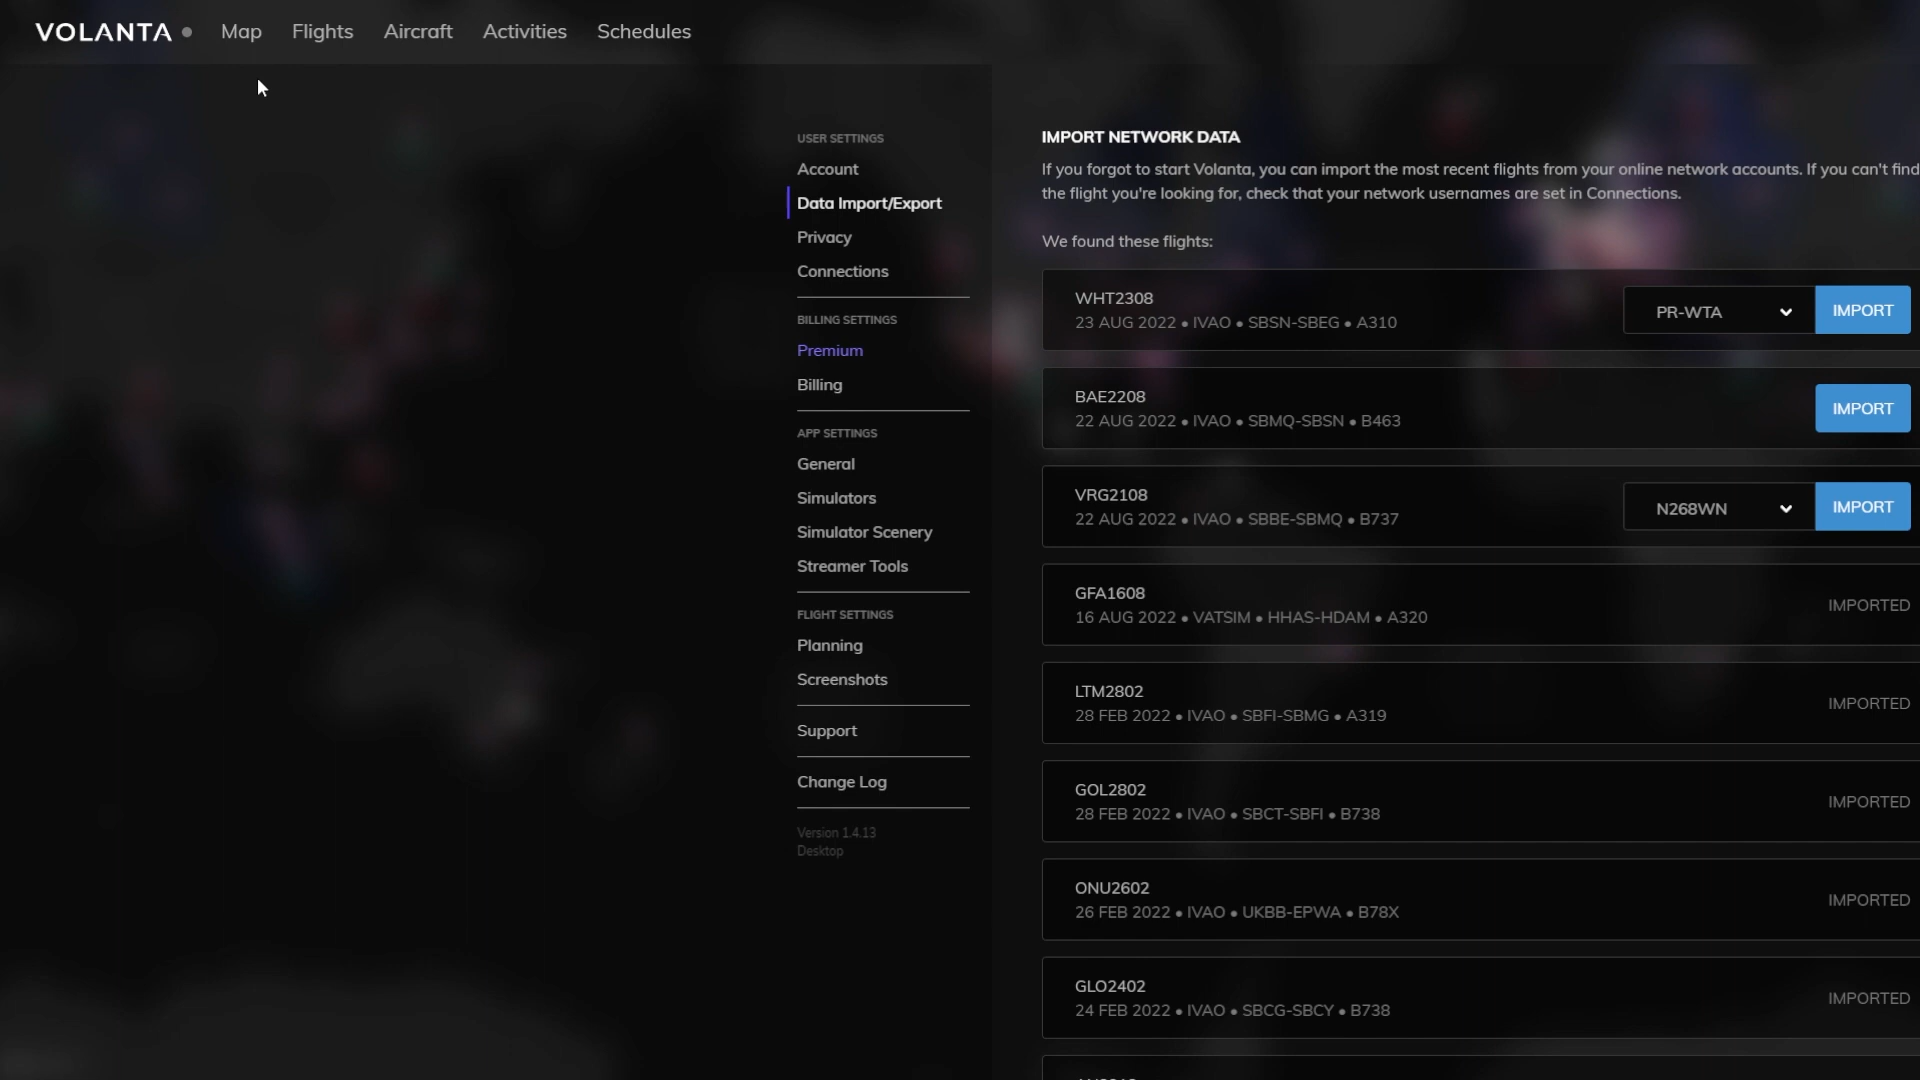 VOLANTA
Map
Flights
Aircraft
Activities
Schedules
USER SETTINGS
Account
Data Import/Export
Privacy
Connections
BILLING SETTINGS
Premium
Billing
APP SETTINGS
General
Simulators
Simulator Scenery
Streamer Tools
FLIGHT SETTINGS
Planning
Screenshots
Support
Change Log
Version 1.4.13
Desktop
IMPORT NETWORK DATA
If you forgot to start Volanta, you can import the most recent flights from your online network accounts. If you can't find
the flight you're looking for, check that your network usernames are set in Connections.
We found these flights:
WHT2308
23 AUG 2022 • IVAO • SBSN-SBEG • A310
PR-WTA
IMPORT
BAE2208
22 AUG 2022 • IVAO • SBMQ-SBSN • B463
IMPORT
VRG2108
22 AUG 2022 • IVAO • SBBE-SBMQ • B737
N268WN
IMPORT
GFA1608
16 AUG 2022 • VATSIM • HHAS-HDAM • A320
IMPORTED
LTM2802
28 FEB 2022 • IVAO • SBFI-SBMG • A319
IMPORTED
GOL2802
28 FEB 2022 • IVAO • SBCT-SBFI • B738
IMPORTED
ONU2602
26 FEB 2022 • IVAO • UKBB-EPWA • B78X
IMPORTED
GLO2402
24 FEB 2022 • IVAO • SBCG-SBCY • B738
IMPORTED